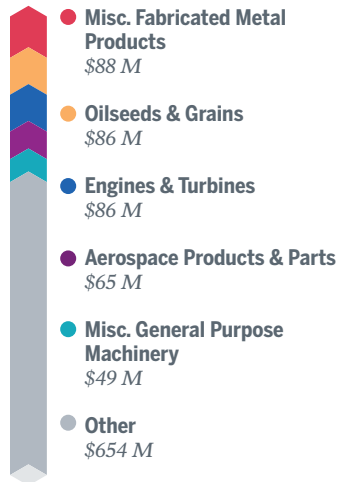 Misc. Fabricated Metal
Products
$88 M
Oilseeds & Grains
$86 M
Engines & Turbines
$86 M
Aerospace Products & Parts
$65 M
Misc. General Purpose
Machinery
$49 M
Other
$654 M